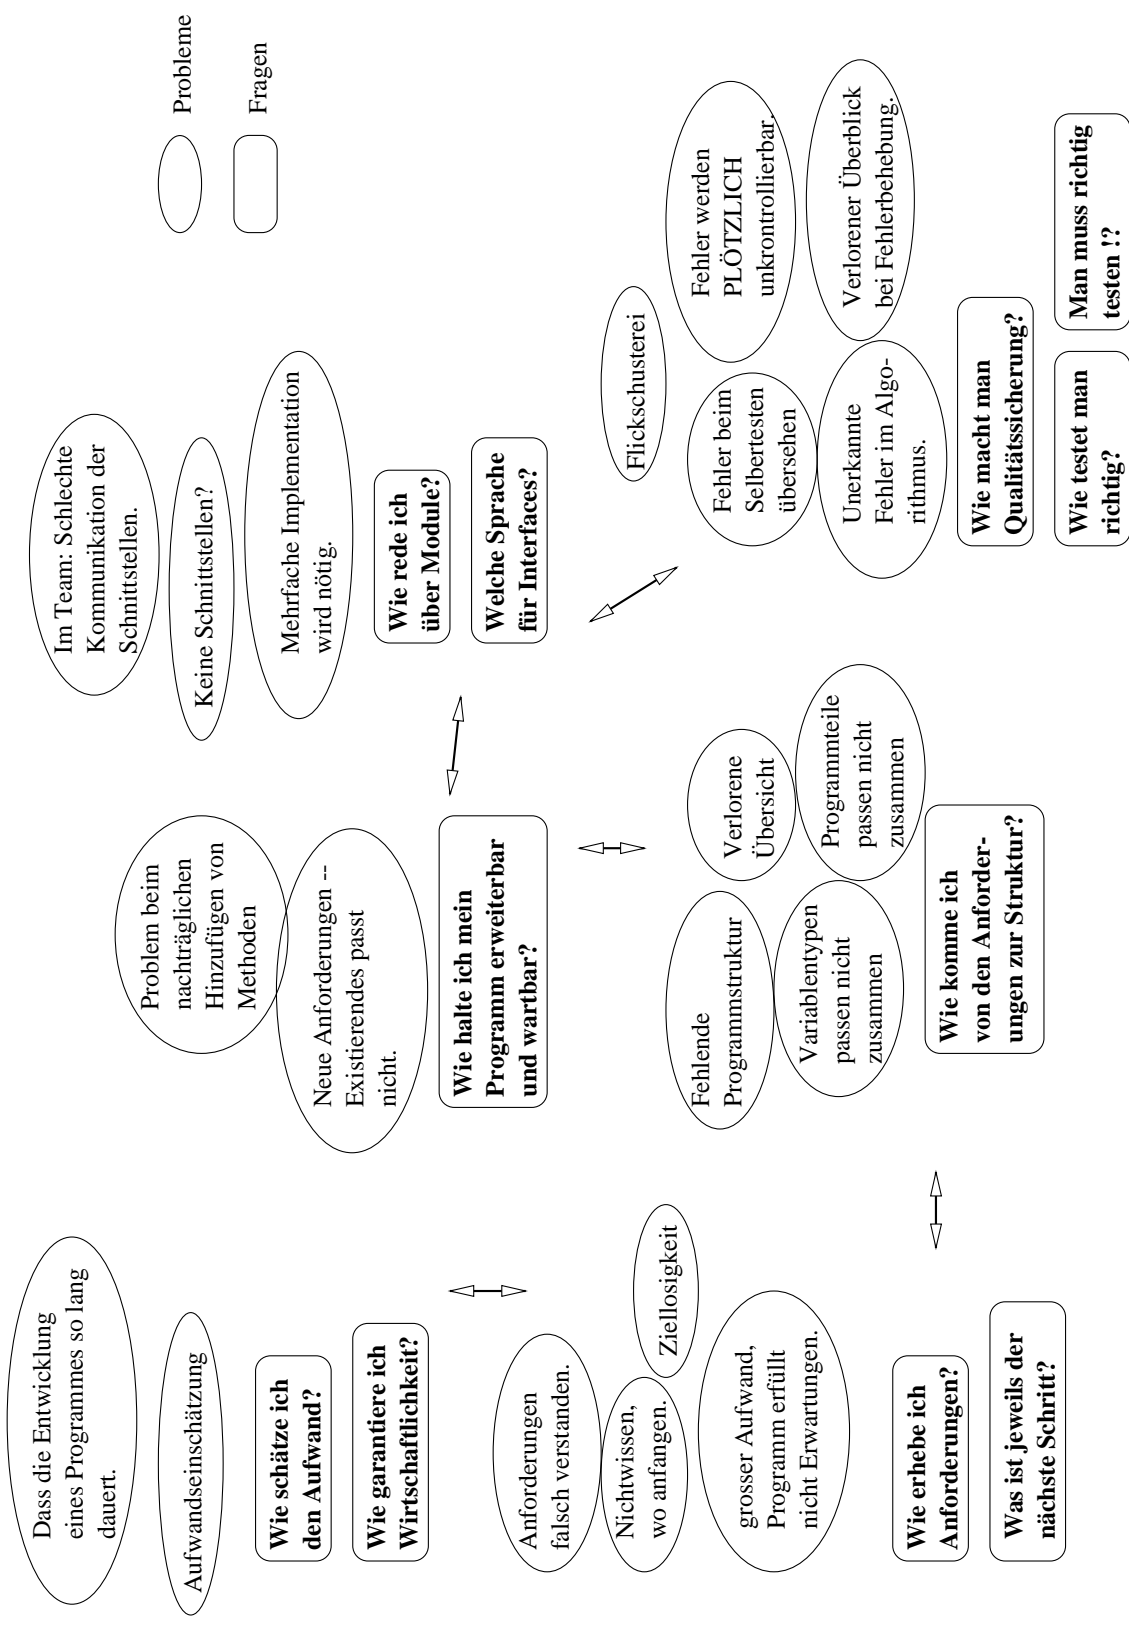 Dass die Entwicklung
eines Programmes so lang
dauert.
Aufwandseinschätzung
Wie schätze ich
den Aufwand?
Wie garantiere ich
Wirtschaftlichkeit?
Anforderungen
falsch verstanden.
Nichtwissen,
wo anfangen.
Ziellosigkeit
grosser Aufwand,
Programm erfüllt
nicht Erwartungen.
Wie erhebe ich
Anforderungen?
Was ist jeweils der
nächste Schritt?
Problem beim
nachträglichen
Hinzufügen von
Methoden
Neue Anforderungen --
Existierendes passt
nicht.
Wie halte ich mein
Programm erweiterbar
und wartbar?
Fehlende
Programmstruktur
Verlorene
Übersicht
Variablentypen
passen nicht
zusammen
Programmteile
passen nicht
zusammen
Wie komme ich
von den Anforder-
ungen zur Struktur?
Im Team: Schlechte
Kommunikation der
Schnittstellen.
Keine Schnittstellen?
Mehrfache Implementation
wird nötig.
Wie rede ich
über Module?
Welche Sprache
für Interfaces?
Flickschusterei
Fehler beim
Selbertesten
übersehen
Fehler werden
PLÖTZLICH
unkrontrollierbar.
Unerkannte
Fehler im Algo-
rithmus.
Verlorener Überblick
bei Fehlerbehebung.
Wie macht man
Qualitätssicherung?
Wie testet man
richtig?
Man muss richtig
testen !?
Probleme
Fragen